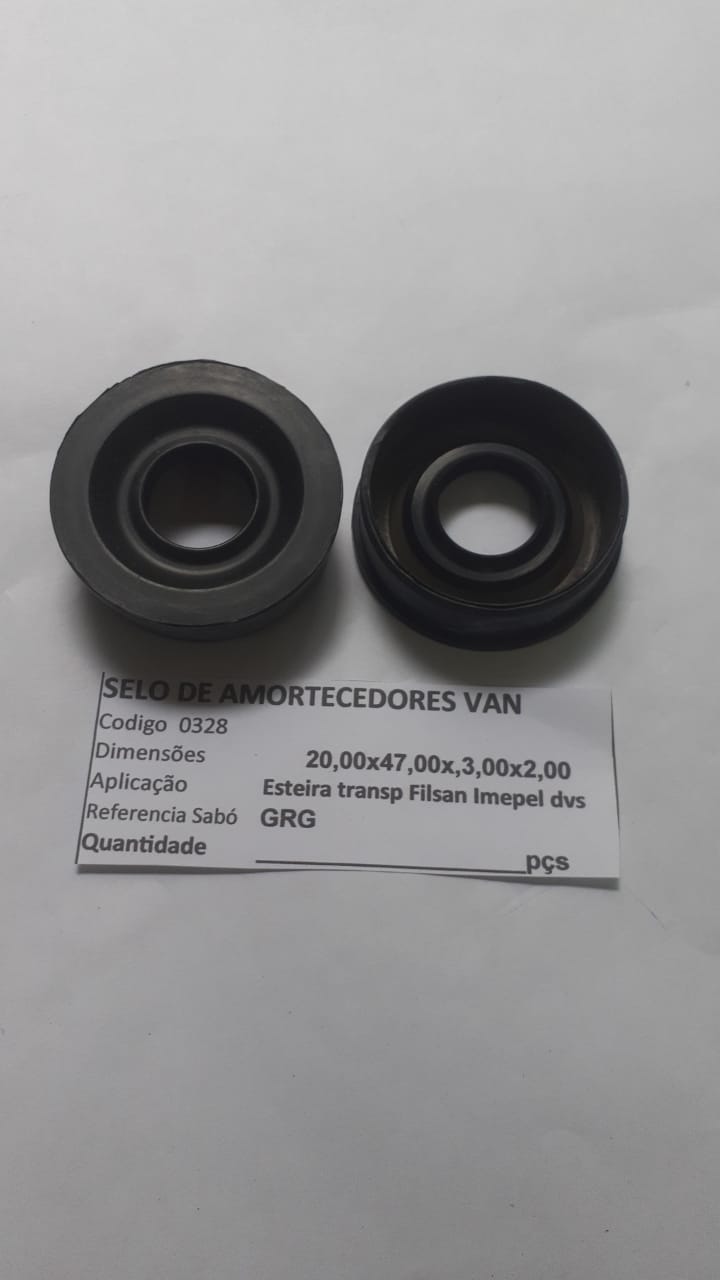 SELO DE AMORTECEDORES VAN
Codigo 0328
Dimensões 20,00x47,00x,3,00x2,00
Aplicação Esteira transp Filsan Imepel dvs
Referencia Sabó GRG
Quantidade ____________________pçs